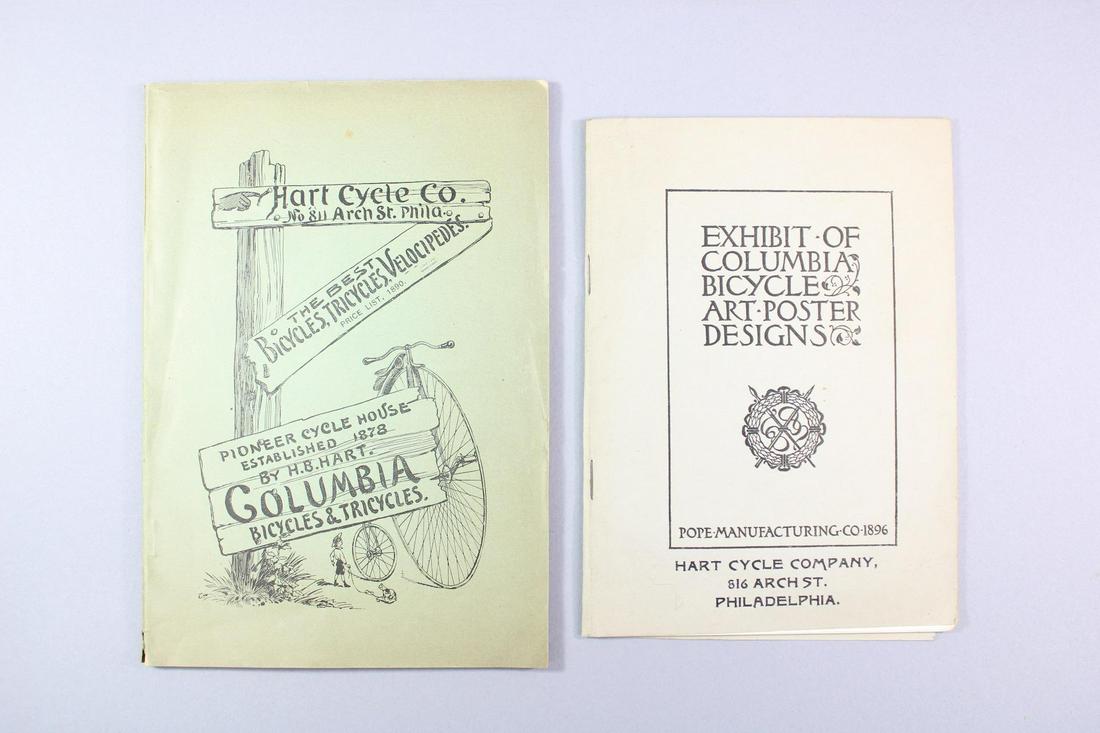 Hart Cycle Co.
No 811 Arch St. Phila.
THE BEST
BICYCLES, TRICYCLES, VELOCIPEDES.
PRICE LIST, 1890.
PIONEER CYCLE HOUSE
ESTABLISHED 1878
BY H.B. HART.
COLUMBIA
BICYCLES & TRICYCLES.
EXHIBIT·OF
COLUMBIA
BICYCLE
ART·POSTER
DESIGNS
POPE·MANUFACTURING·CO·1896
HART CYCLE COMPANY,
816 ARCH ST.
PHILADELPHIA.